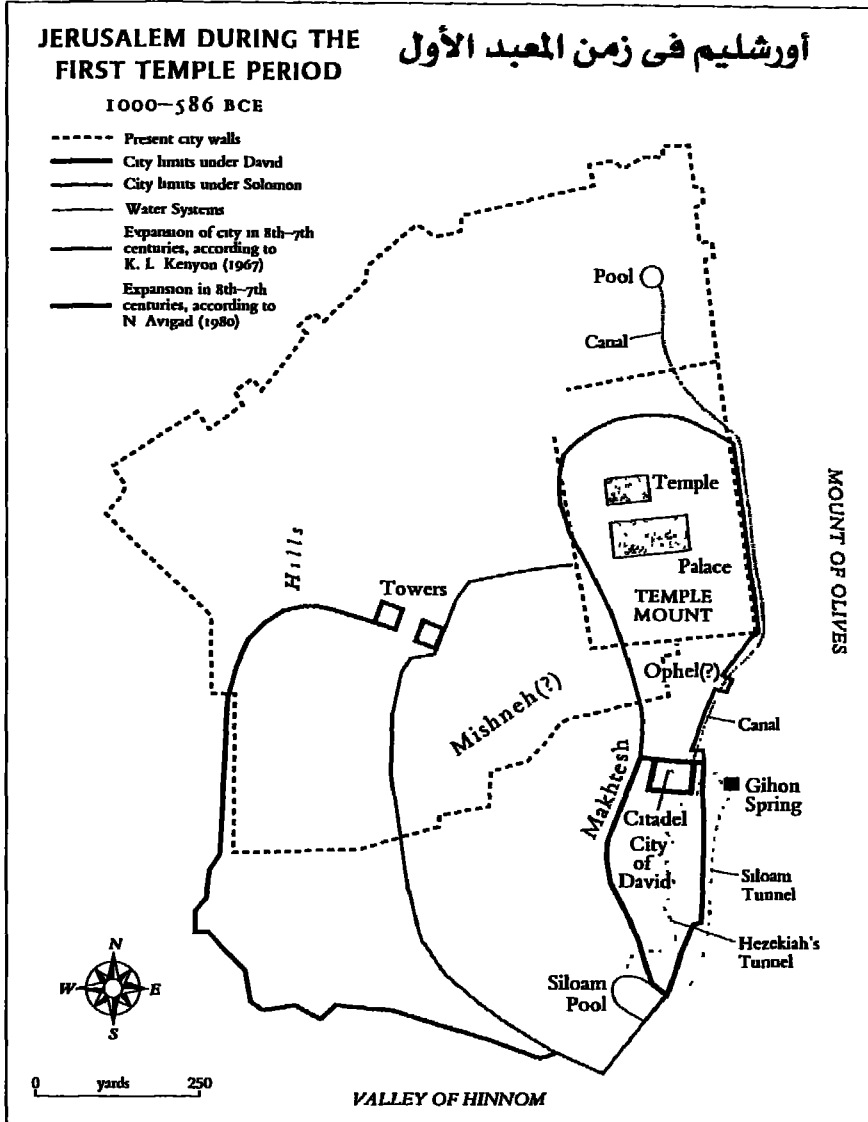 JERUSALEM DURING THE
FIRST TEMPLE PERIOD
1000–586 BCE
أورشليم فى زمن المعبد الأول
Present city walls
City limits under David
City limits under Solomon
Water Systems
Expansion of city in 8th–7th
centuries, according to
K. L. Kenyon (1967)
Expansion in 8th–7th
centuries, according to
N Avigad (1980)
Pool
Canal
Temple
Palace
TEMPLE
MOUNT
MOUNT OF OLIVES
Hills
Towers
Mishneh(?)
Ophel(?)
Canal
Makhtesh
Citadel
Gihon
Spring
City
of
David
Siloam
Tunnel
Hezekiah's
Tunnel
Siloam
Pool
N
W
E
S
0 yards 250
VALLEY OF HINNOM